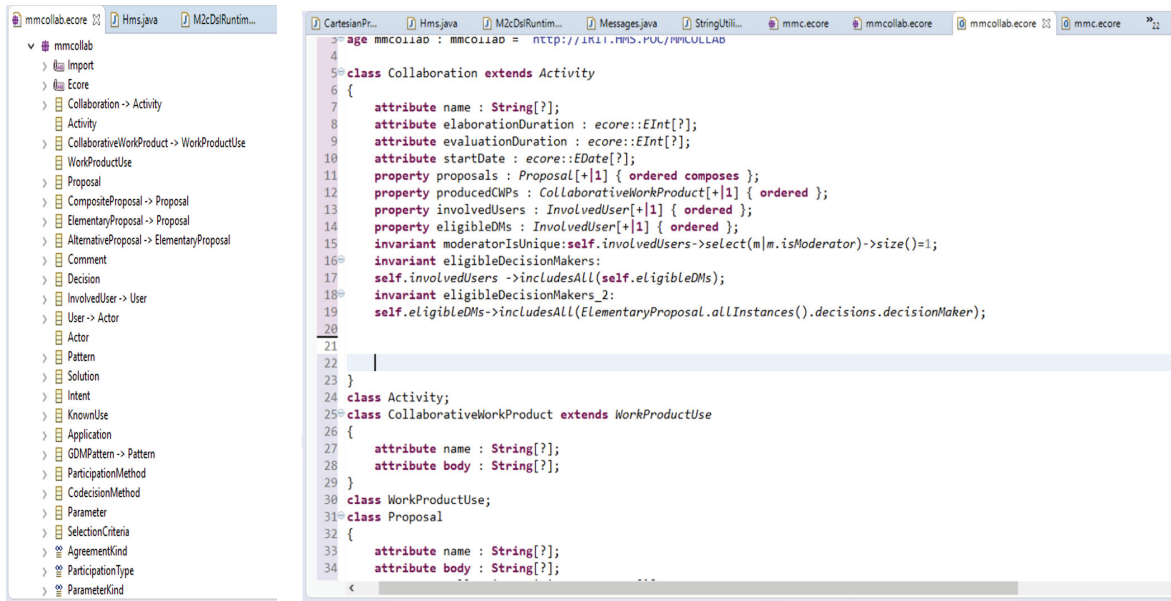 mmcollab.ecore Hms.java M2cDslRuntim...
mmcollab
Import
Ecore
Collaboration -> Activity
Activity
CollaborativeWorkProduct -> WorkProductUse
WorkProductUse
Proposal
CompositeProposal -> Proposal
ElementaryProposal -> Proposal
AlternativeProposal -> ElementaryProposal
Comment
Decision
InvolvedUser -> User
User -> Actor
Actor
Pattern
Solution
Intent
KnownUse
Application
GDMPattern -> Pattern
ParticipationMethod
CodecisionMethod
Parameter
SelectionCriteria
AgreementKind
ParticipationType
ParameterKind
CartesianPr... Hms.java M2cDslRuntim... Messages.java StringUtili... mmc.ecore mmcollab.ecore mmcollab.ecore mmc.ecore »22
3 age mmcollab : mmcollab = 'http://IRIT.HMS.POC/MMCOLLAB'
4
5 class Collaboration extends Activity
6 {
7 attribute name : String[?];
8 attribute elaborationDuration : ecore::EInt[?];
9 attribute evaluationDuration : ecore::EInt[?];
10 attribute startDate : ecore::EDate[?];
11 property proposals : Proposal[+|1] { ordered composes };
12 property producedCWPs : CollaborativeWorkProduct[+|1] { ordered };
13 property involvedUsers : InvolvedUser[+|1] { ordered };
14 property eligibleDMs : InvolvedUser[+|1] { ordered };
15 invariant moderatorIsUnique:self.involvedUsers->select(m|m.isModerator)->size()=1;
16 invariant eligibleDecisionMakers:
17 self.involvedUsers ->includesAll(self.eligibleDMs);
18 invariant eligibleDecisionMakers_2:
19 self.eligibleDMs->includesAll(ElementaryProposal.allInstances().decisions.decisionMaker);
20
21
22
23 }
24 class Activity;
25 class CollaborativeWorkProduct extends WorkProductUse
26 {
27 attribute name : String[?];
28 attribute body : String[?];
29 }
30 class WorkProductUse;
31 class Proposal
32 {
33 attribute name : String[?];
34 attribute body : String[?];